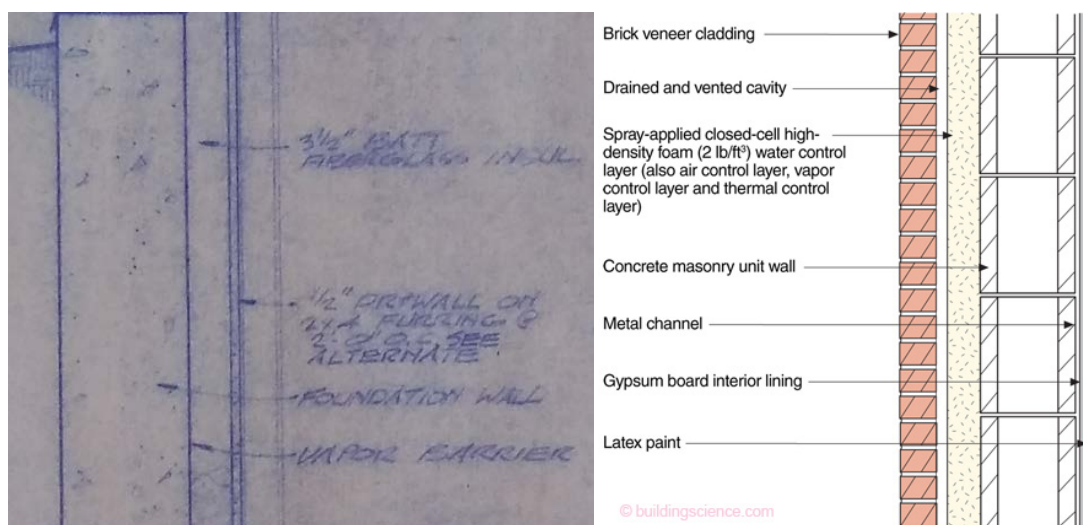 3½" BATT
FIBERGLASS INSUL.
½" DRYWALL ON
2x4 FURRING @
2'-0" O.C. SEE
ALTERNATE
FOUNDATION WALL
VAPOR BARRIER
Brick veneer cladding
Drained and vented cavity
Spray-applied closed-cell high-
density foam (2 lb/ft³) water control
layer (also air control layer, vapor
control layer and thermal control
layer)
Concrete masonry unit wall
Metal channel
Gypsum board interior lining
Latex paint
© buildingscience.com